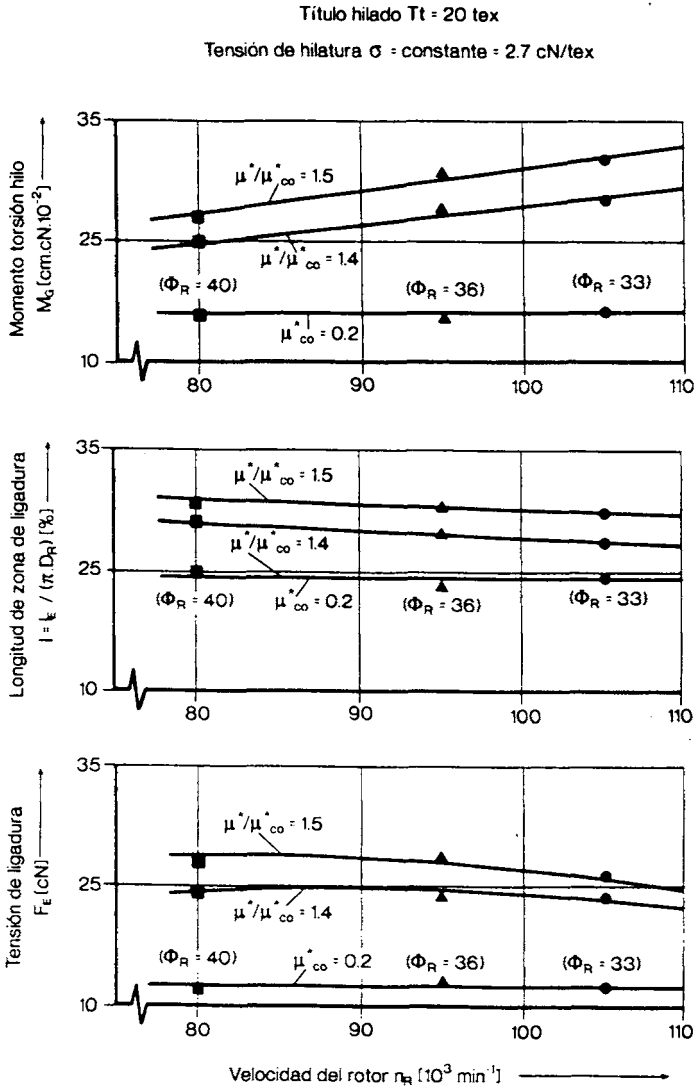 Título hilado Tt = 20 tex
Tensión de hilatura σ = constante = 2.7 cN/tex
Momento torsión hilo
M_G [cm.cN.10⁻²]
35
25
10
μ*/μ*co = 1.5
μ*/μ*co = 1.4
(Φ_R = 40)
(Φ_R = 36)
(Φ_R = 33)
μ*co = 0.2
80
90
100
110
Longitud de zona de ligadura
l = l_E / (π.D_R) [%]
35
25
10
μ*/μ*co = 1.5
μ*/μ*co = 1.4
(Φ_R = 40)
μ*co = 0.2
(Φ_R = 36)
(Φ_R = 33)
80
90
100
110
Tensión de ligadura
F_E [cN]
35
25
10
μ*/μ*co = 1.5
μ*/μ*co = 1.4
(Φ_R = 40)
μ*co = 0.2
(Φ_R = 36)
(Φ_R = 33)
80
90
100
110
Velocidad del rotor n_R [10³ min⁻¹]